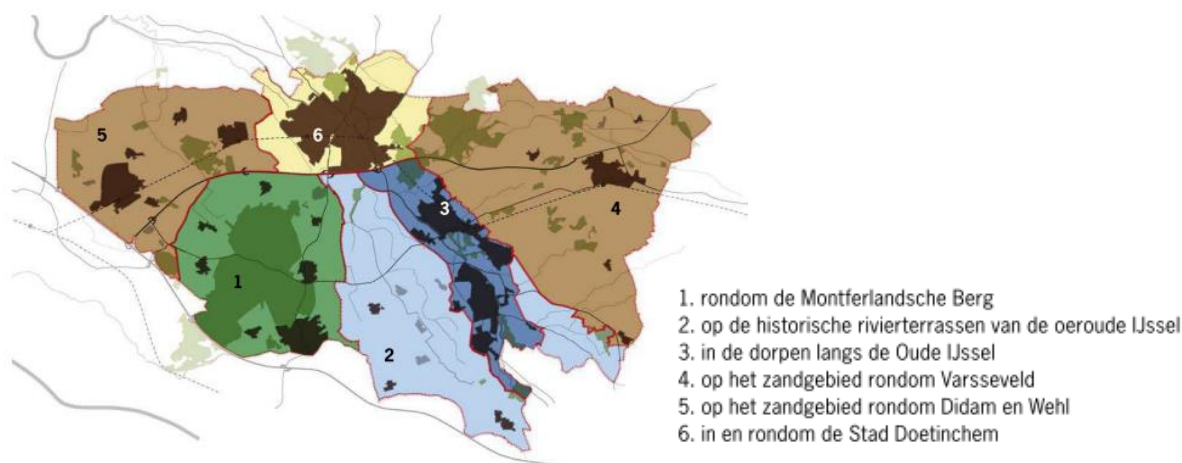 5
6
3
4
1
2
1. rondom de Montferlandsche Berg
2. op de historische rivierterrassen van de oeroude IJssel
3. in de dorpen langs de Oude IJssel
4. op het zandgebied rondom Varsseveld
5. op het zandgebied rondom Didam en Wehl
6. in en rondom de Stad Doetinchem